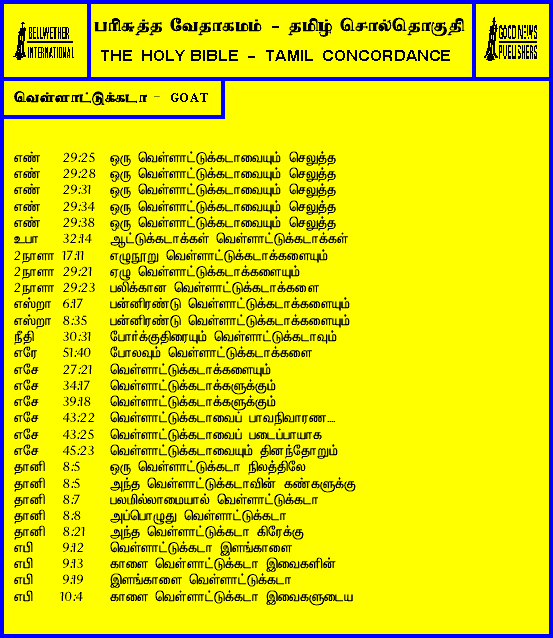 BELLWETHER INTERNATIONAL
பரிசுத்த வேதாகமம் - தமிழ் சொல்தொகுதி
THE HOLY BIBLE - TAMIL CONCORDANCE
GOOD NEWS PUBLISHERS
வெள்ளாட்டுக்கடா - GOAT
எண் 29:25 ஒரு வெள்ளாட்டுக்கடாவையும் செலுத்த
எண் 29:28 ஒரு வெள்ளாட்டுக்கடாவையும் செலுத்த
எண் 29:31 ஒரு வெள்ளாட்டுக்கடாவையும் செலுத்த
எண் 29:34 ஒரு வெள்ளாட்டுக்கடாவையும் செலுத்த
எண் 29:38 ஒரு வெள்ளாட்டுக்கடாவையும் செலுத்த
உபா 32:14 ஆட்டுக்கடாக்கள் வெள்ளாட்டுக்கடாக்கள்
2நாளா 17:11 எழுநூறு வெள்ளாட்டுக்கடாக்களையும்
2நாளா 29:21 ஏழு வெள்ளாட்டுக்கடாக்களையும்
2நாளா 29:23 பலிக்கான வெள்ளாட்டுக்கடாக்களை
எஸ்றா 6:17 பன்னிரண்டு வெள்ளாட்டுக்கடாக்களையும்
எஸ்றா 8:35 பன்னிரண்டு வெள்ளாட்டுக்கடாக்களையும்
நீதி 30:31 போர்க்குதிரையும் வெள்ளாட்டுக்கடாவும்
எரே 51:40 போலவும் வெள்ளாட்டுக்கடாக்களை
எசே 27:21 வெள்ளாட்டுக்கடாக்களையும்
எசே 34:17 வெள்ளாட்டுக்கடாக்களுக்கும்
எசே 39:18 வெள்ளாட்டுக்கடாக்களுக்கும்
எசே 43:22 வெள்ளாட்டுக்கடாவைப் பாவநிவாரண....
எசே 43:25 வெள்ளாட்டுக்கடாவைப் படைப்பாயாக
எசே 45:23 வெள்ளாட்டுக்கடாவையும் தினந்தோறும்
தானி 8:5 ஒரு வெள்ளாட்டுக்கடா நிலத்திலே
தானி 8:5 அந்த வெள்ளாட்டுக்கடாவின் கண்களுக்கு
தானி 8:7 பலமில்லாமையால் வெள்ளாட்டுக்கடா
தானி 8:8 அப்பொழுது வெள்ளாட்டுக்கடா
தானி 8:21 அந்த வெள்ளாட்டுக்கடா கிரேக்கு
எபி 9:12 வெள்ளாட்டுக்கடா இளங்காளை
எபி 9:13 காளை வெள்ளாட்டுக்கடா இவைகளின்
எபி 9:19 இளங்காளை வெள்ளாட்டுக்கடா
எபி 10:4 காளை வெள்ளாட்டுக்கடா இவைகளுடைய